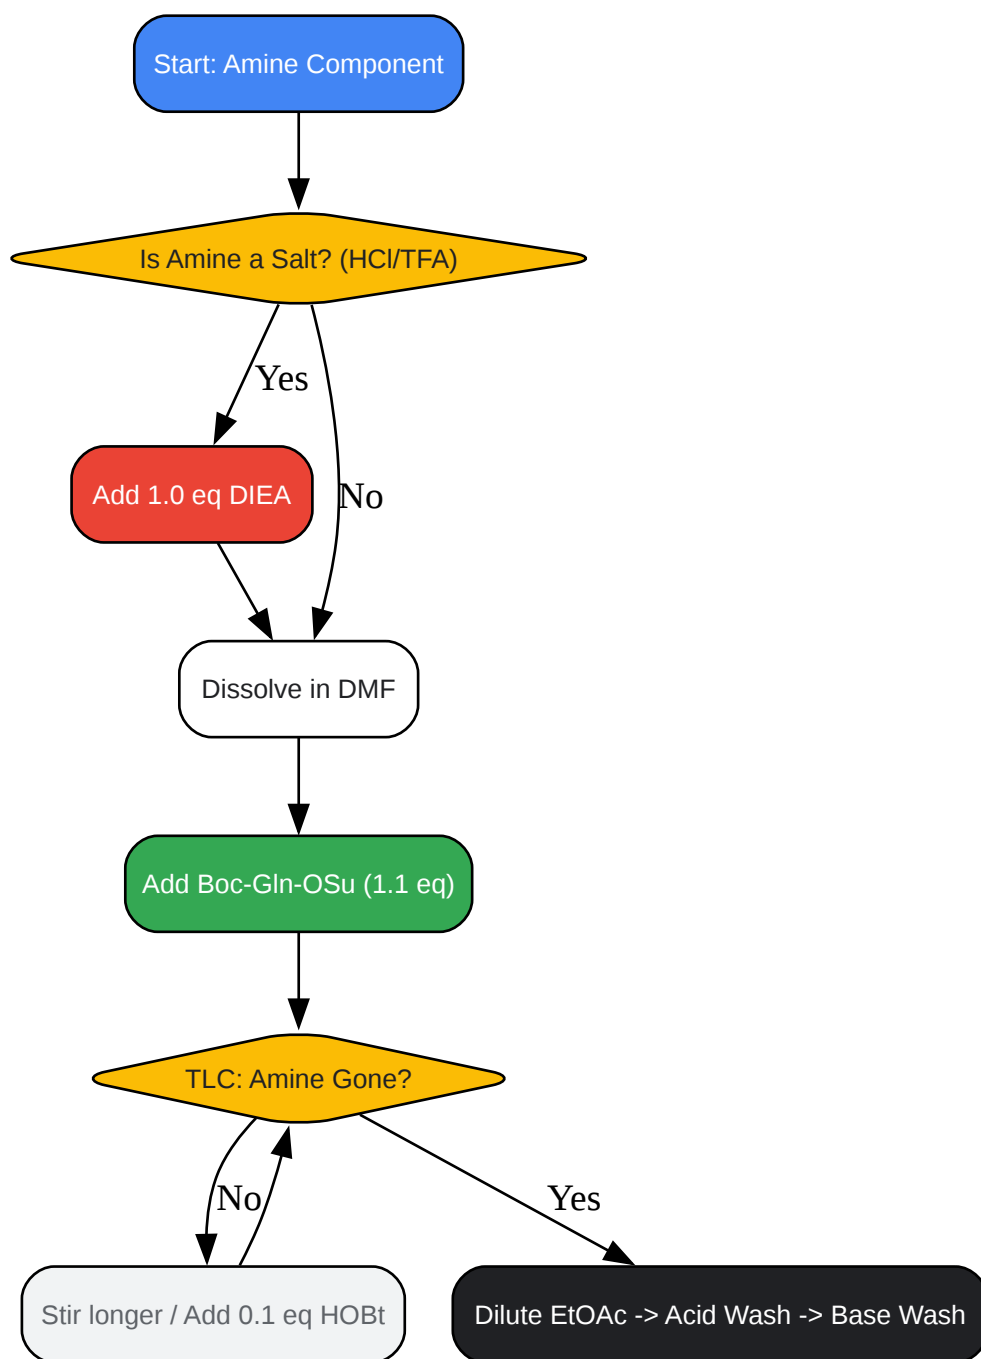 Start: Amine Component
Is Amine a Salt? (HCl/TFA)
Yes
Add 1.0 eq DIEA
No
Dissolve in DMF
Add Boc-Gln-OSu (1.1 eq)
TLC: Amine Gone?
No
Yes
Stir longer / Add 0.1 eq HOBt
Dilute EtOAc -> Acid Wash -> Base Wash